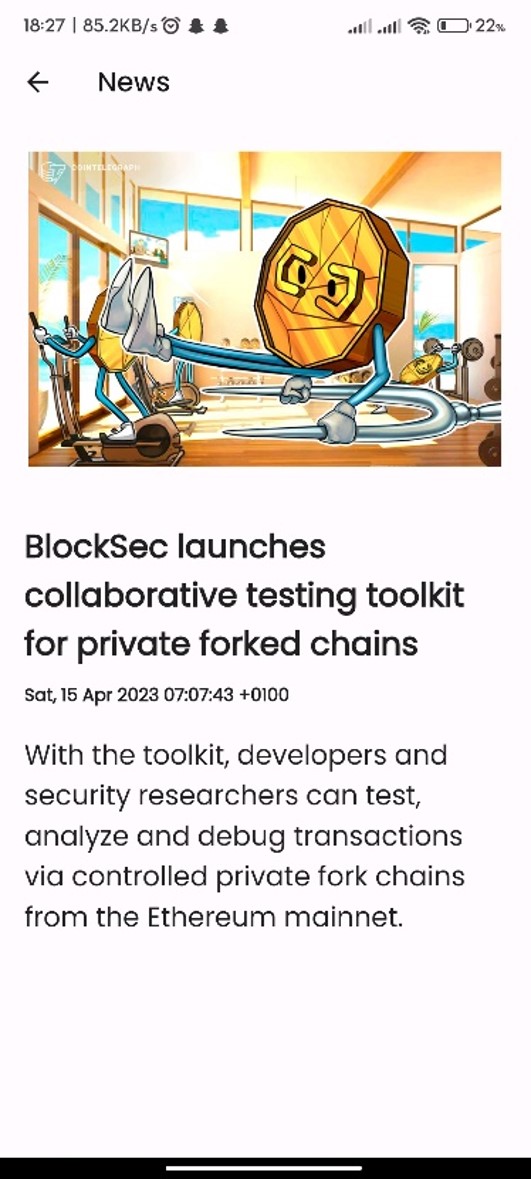 18:27 | 85.2KB/s 22%
News
COINTELEGRAPH
BlockSec launches
collaborative testing toolkit
for private forked chains
Sat, 15 Apr 2023 07:07:43 +0100
With the toolkit, developers and
security researchers can test,
analyze and debug transactions
via controlled private fork chains
from the Ethereum mainnet.